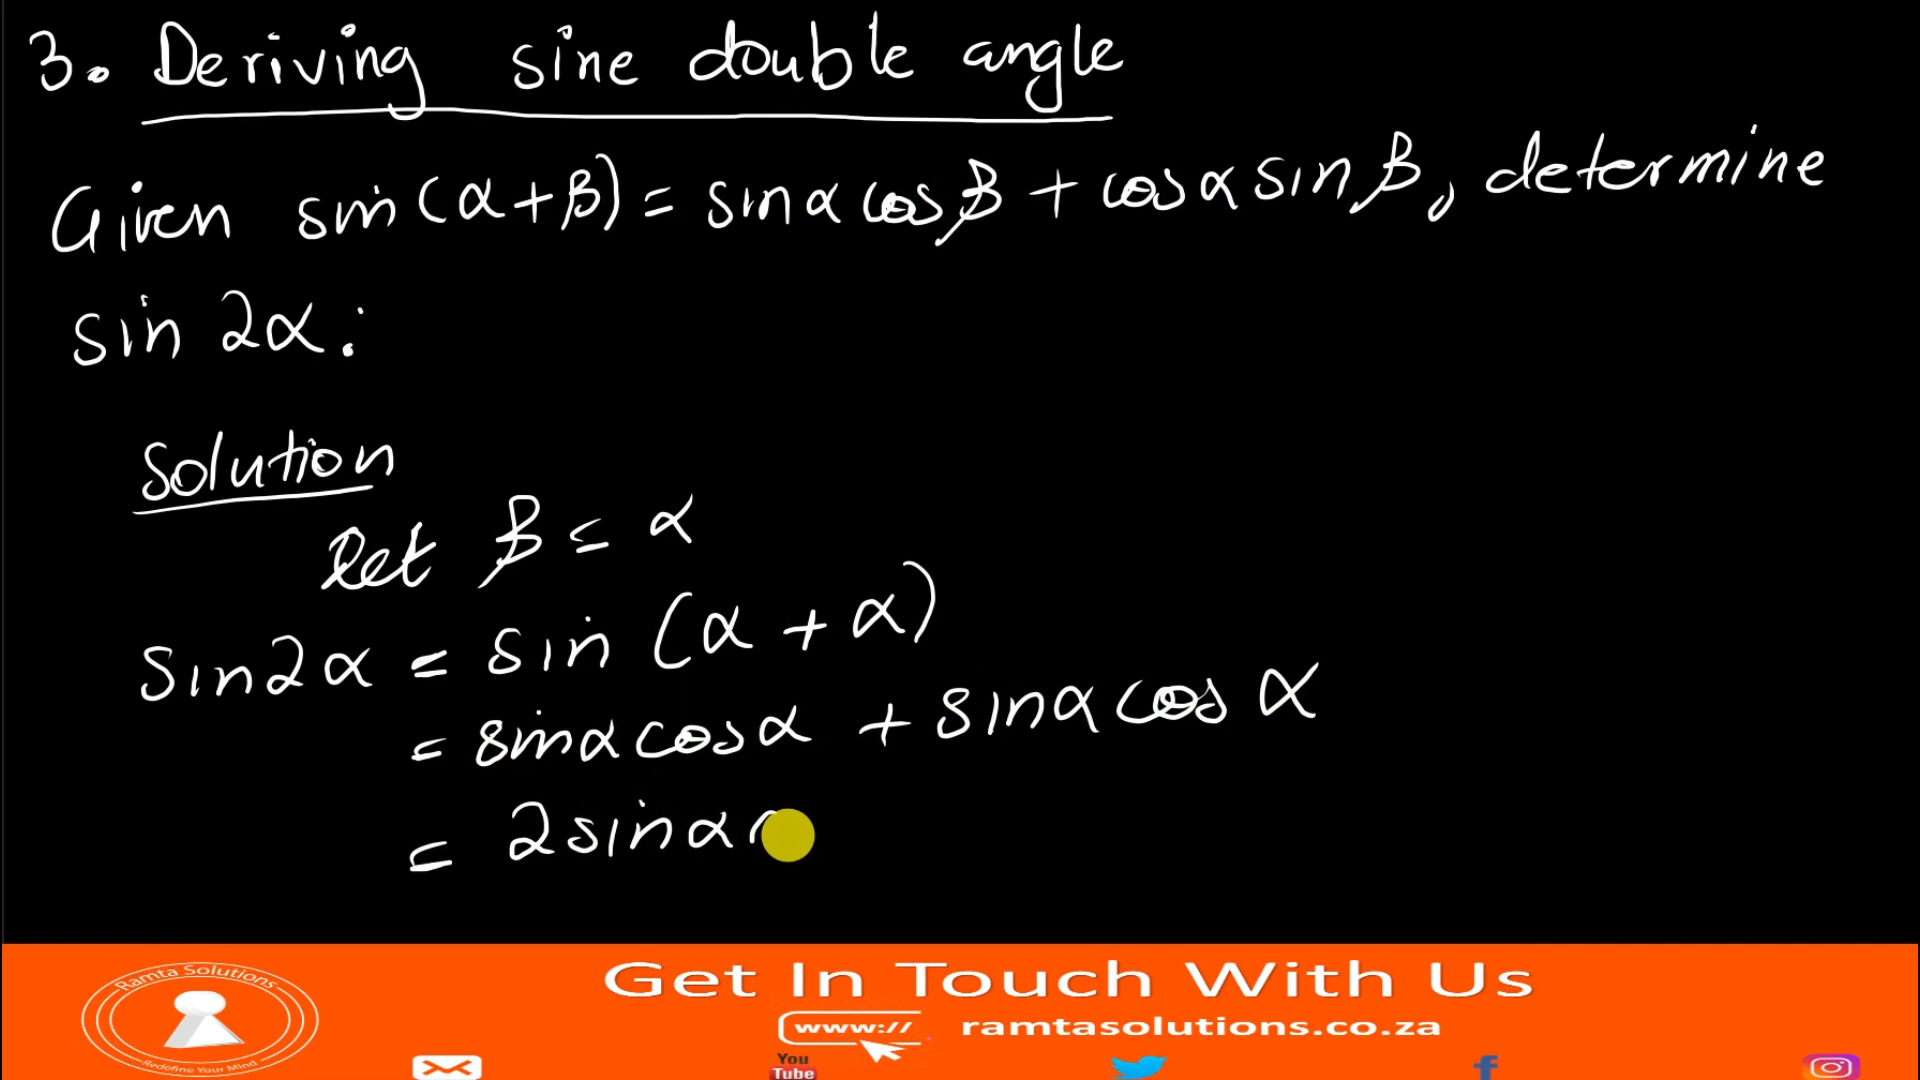 3. Deriving sine double angle
Given sin(α+β) = sinα cosβ + cosα sinβ, determine
sin 2α:
Solution
let β = α
sin2α = sin (α + α)
= sinα cosα + sinα cos α
= 2sinα
Get In Touch With Us
www:// ramtasolutions.co.za
Ramta Solutions
Redefine Your Mind
You
Tube